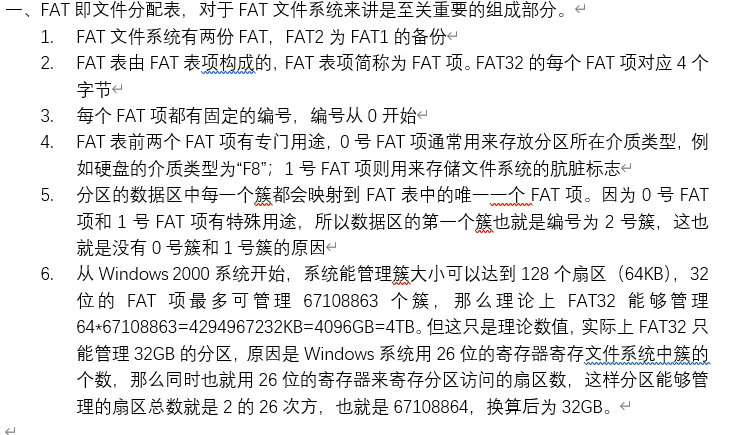 一、FAT 即文件分配表，对于 FAT 文件系统来讲是至关重要的组成部分。
1. FAT 文件系统有两份 FAT，FAT2 为 FAT1 的备份
2. FAT 表由 FAT 表项构成的，FAT 表项简称为 FAT 项。FAT32 的每个 FAT 项对应 4 个
字节
3. 每个 FAT 项都有固定的编号，编号从 0 开始
4. FAT 表前两个 FAT 项有专门用途，0 号 FAT 项通常用来存放分区所在介质类型，例
如硬盘的介质类型为“F8”；1 号 FAT 项则用来存储文件系统的肮脏标志
5. 分区的数据区中每一个簇都会映射到 FAT 表中的唯一一个 FAT 项。因为 0 号 FAT
项和 1 号 FAT 项有特殊用途，所以数据区的第一个簇也就是编号为 2 号簇，这也
就是没有 0 号簇和 1 号簇的原因
6. 从 Windows 2000 系统开始，系统能管理簇大小可以达到 128 个扇区（64KB），32
位的 FAT 项最多可管理 67108863 个簇，那么理论上 FAT32 能够管理
64*67108863=4294967232KB=4096GB=4TB。但这只是理论数值，实际上 FAT32 只
能管理 32GB 的分区，原因是 Windows 系统用 26 位的寄存器寄存文件系统中簇的
个数，那么同时也就用 26 位的寄存器来寄存分区访问的扇区数，这样分区能够管
理的扇区总数就是 2 的 26 次方，也就是 67108864，换算后为 32GB。